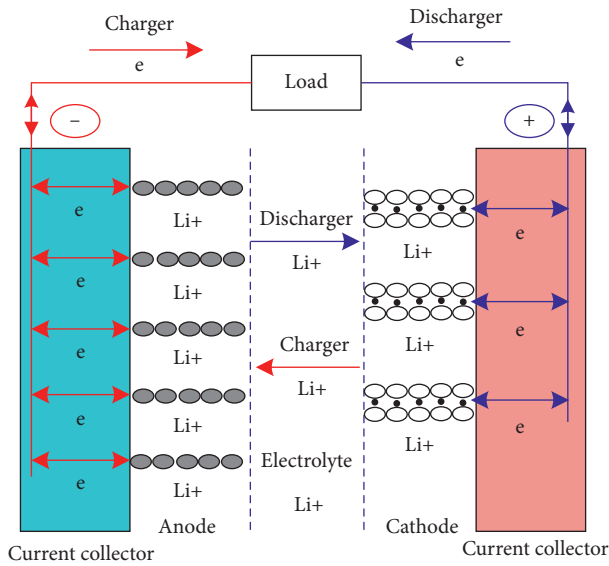 Charger
Discharger
e
e
Load
−
+
e
Li+
Discharger
Li+
Li+
e
e
Li+
e
Li+
e
Li+
Charger
Li+
e
Li+
Li+
e
e
Li+
Electrolyte
Li+
Li+
Anode
Cathode
Current collector
Current collector